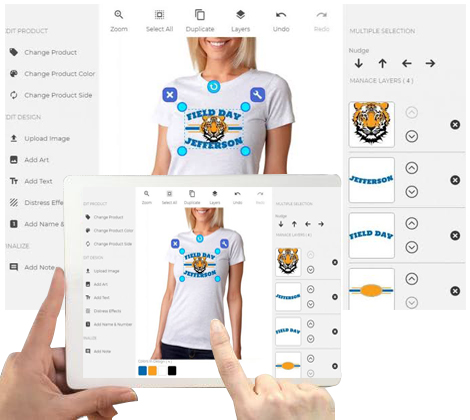 DIT PRODUCT
Change Product
Change Product Color
Change Product Side
DIT DESIGN
Upload Image
Add Art
Add Text
Distress Effe
Add Name &
NALIZE
Add Note
Zoom
Select All
Duplicate
Layers
Undo
Redo
FIELD DAY
JEFFERSON
MULTIPLE SELECTION
Nudge
MANAGE LAYERS ( 4 )
JEFFERSON
FIELD DAY
DIT PRODUCT
Change Product
Change Product Color
Change Product Side
DIT DESIGN
Upload Image
Add Art
Add Text
Distress Effects
Add Name & Number
NALIZE
Add Note
Zoom
Select All
Duplicate
Layers
Undo
Redo
FIELD DAY
JEFFERSON
MULTIPLE SELECTION
Nudge
MANAGE LAYERS ( 4 )
JEFFERSON
FIELD DAY